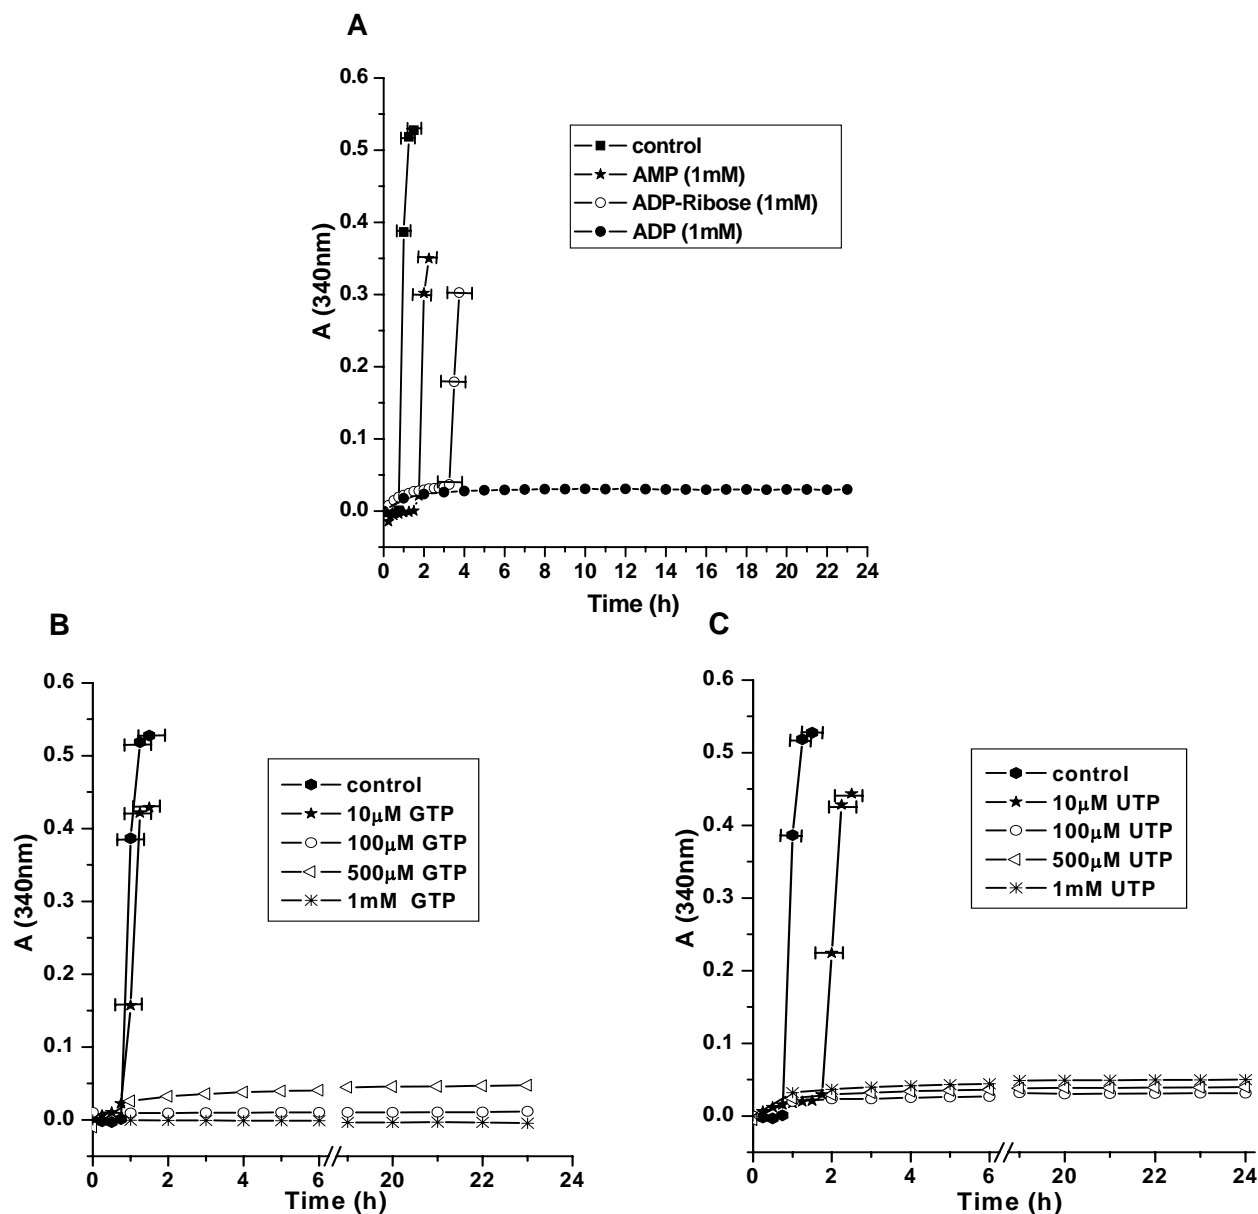 A
0.6
0.5
0.4
0.3
0.2
0.1
0.0
A (340nm)
control
AMP (1mM)
ADP-Ribose (1mM)
ADP (1mM)
0 2 4 6 8 10 12 14 16 18 20 22 24
Time (h)
B
0.6
0.5
0.4
0.3
0.2
0.1
0.0
A (340nm)
control
10µM GTP
100µM GTP
500µM GTP
1mM GTP
0 2 4 6 20 22 24
Time (h)
C
0.6
0.5
0.4
0.3
0.2
0.1
0.0
A (340nm)
control
10µM UTP
100µM UTP
500µM UTP
1mM UTP
0 1 2 3 4 5 6 20 22 24
Time (h)